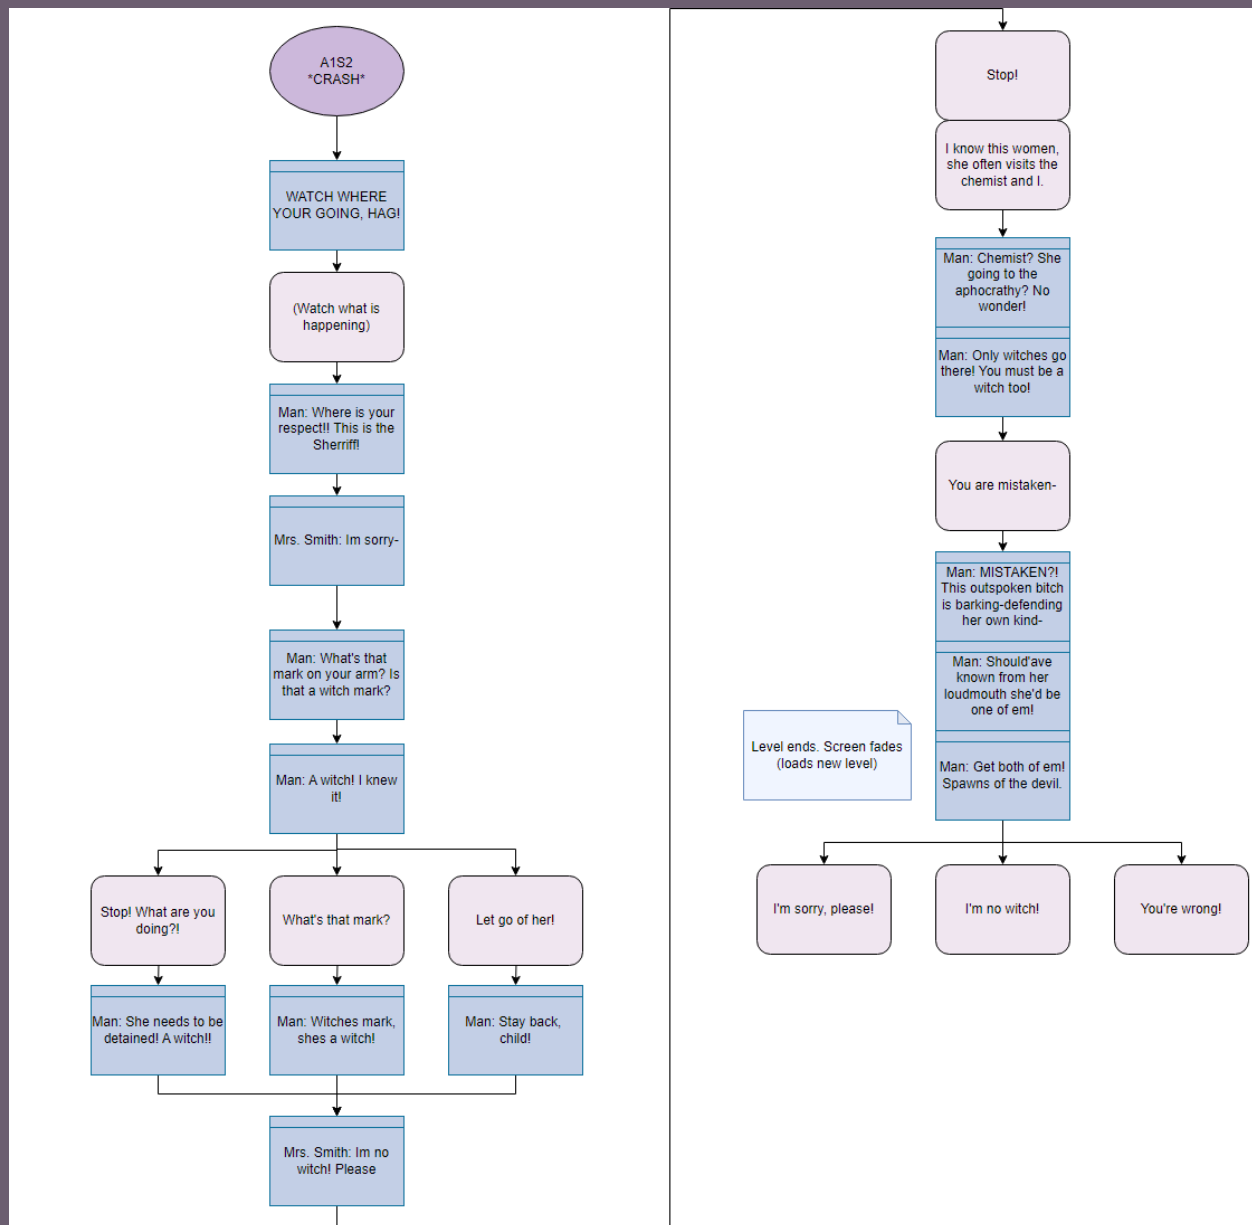 A1S2
*CRASH*
WATCH WHERE
YOUR GOING, HAG!
(Watch what is
happening)
Man: Where is your
respect!! This is the
Sherriff!
Mrs. Smith: Im sorry-
Man: What's that
mark on your arm? Is
that a witch mark?
Man: A witch! I knew
it!
Stop! What are you
doing?!
What's that mark?
Let go of her!
Man: She needs to be
detained! A witch!!
Man: Witches mark,
shes a witch!
Man: Stay back,
child!
Mrs. Smith: Im no
witch! Please
Stop!
I know this women,
she often visits the
chemist and I.
Man: Chemist? She
going to the
aphocrathy? No
wonder!
Man: Only witches go
there! You must be a
witch too!
You are mistaken-
Man: MISTAKEN?!
This outspoken bitch
is barking-defending
her own kind-
Man: Should'ave
known from her
loudmouth she'd be
one of em!
Man: Get both of em!
Spawns of the devil.
Level ends. Screen fades
(loads new level)
I'm sorry, please!
I'm no witch!
You're wrong!